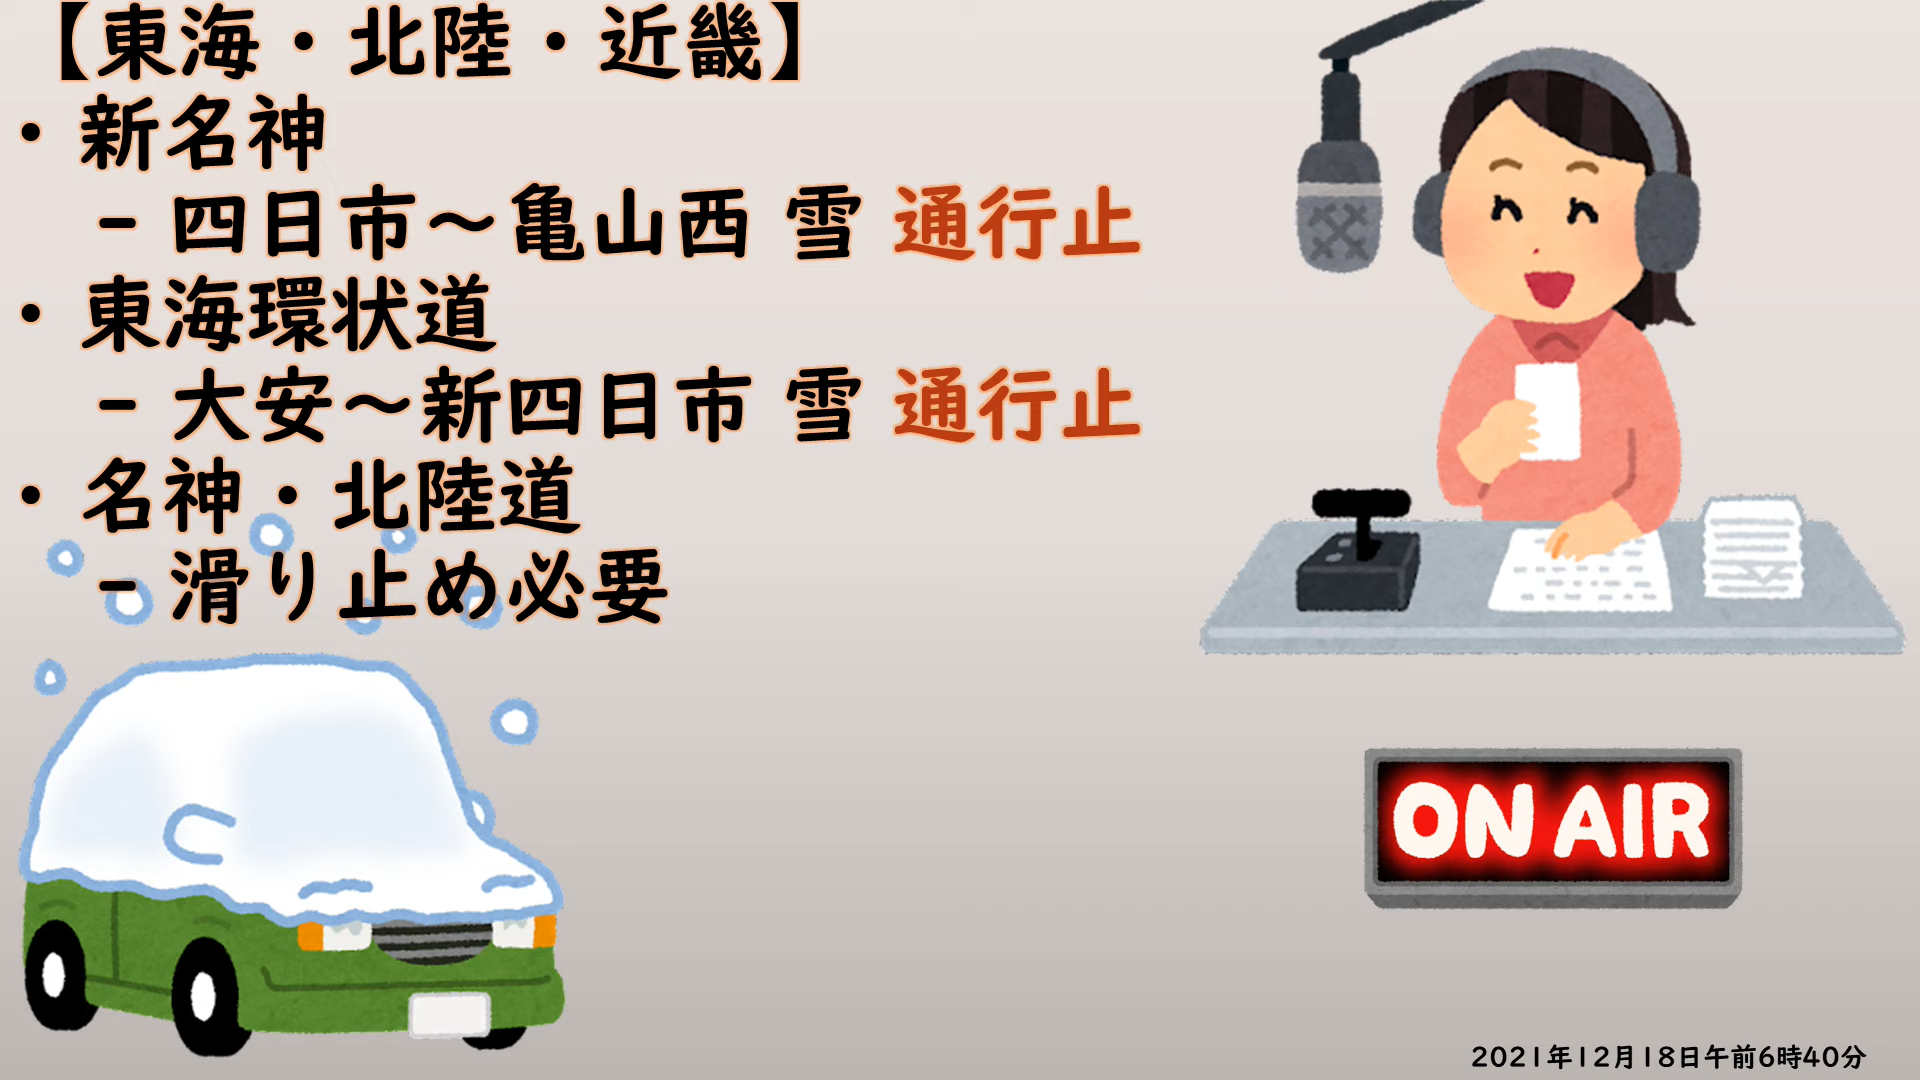 【東海・北陸・近畿】
・新名神
－四日市～亀山西 雪 通行止
・東海環状道
－大安～新四日市 雪 通行止
・名神・北陸道
－滑り止め必要
ON AIR
2021年12月18日午前6時40分